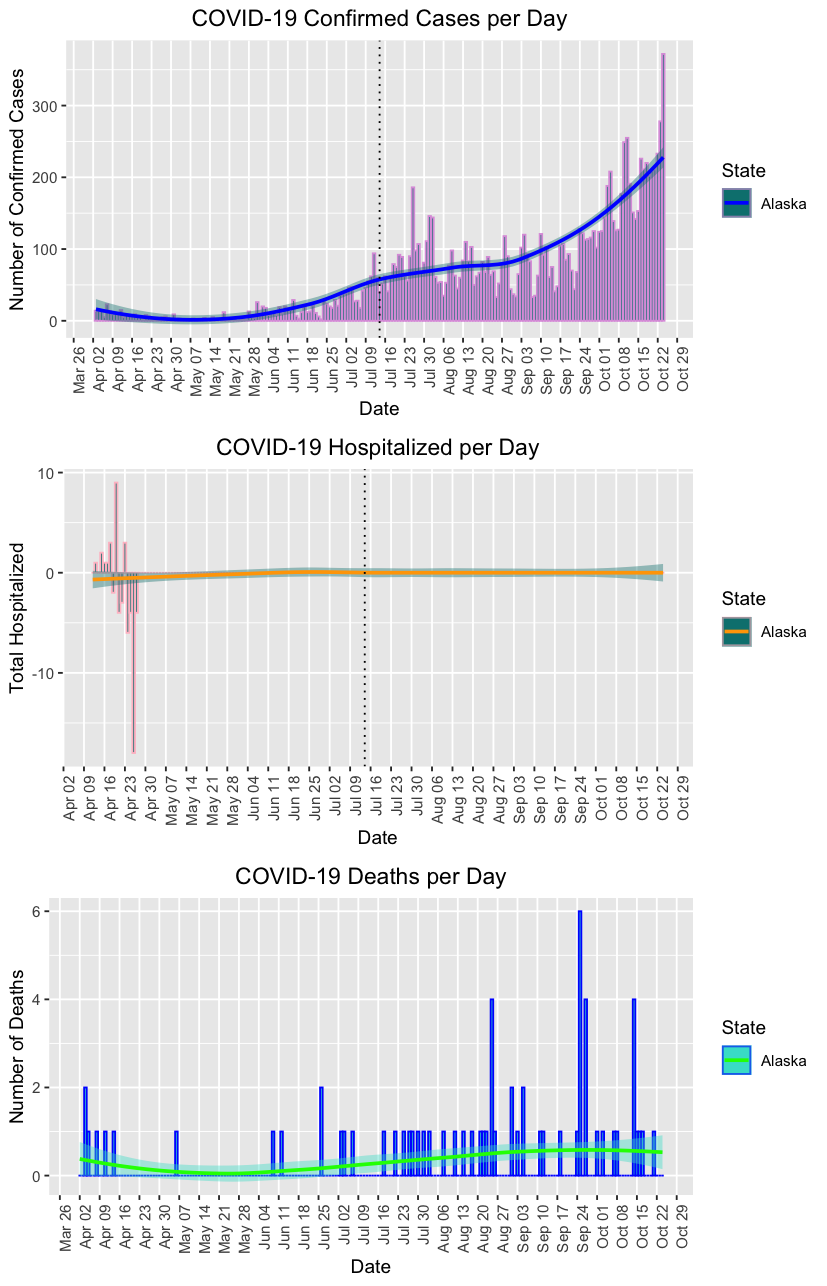 COVID-19 Confirmed Cases per Day
Number of Confirmed Cases
300
200
100
0
Mar 26
Apr 02
Apr 09
Apr 16
Apr 23
Apr 30
May 07
May 14
May 21
May 28
Jun 04
Jun 11
Jun 18
Jun 25
Jul 02
Jul 09
Jul 16
Jul 23
Jul 30
Aug 06
Aug 13
Aug 20
Aug 27
Sep 03
Sep 10
Sep 17
Sep 24
Oct 01
Oct 08
Oct 15
Oct 22
Oct 29
Date
State
Alaska
COVID-19 Hospitalized per Day
Total Hospitalized
10
0
-10
Apr 02
Apr 09
Apr 16
Apr 23
Apr 30
May 07
May 14
May 21
May 28
Jun 04
Jun 11
Jun 18
Jun 25
Jul 02
Jul 09
Jul 16
Jul 23
Jul 30
Aug 06
Aug 13
Aug 20
Aug 27
Sep 03
Sep 10
Sep 17
Sep 24
Oct 01
Oct 08
Oct 15
Oct 22
Oct 29
Date
State
Alaska
COVID-19 Deaths per Day
Number of Deaths
6
4
2
0
Mar 26
Apr 02
Apr 09
Apr 16
Apr 23
Apr 30
May 07
May 14
May 21
May 28
Jun 04
Jun 11
Jun 18
Jun 25
Jul 02
Jul 09
Jul 16
Jul 23
Jul 30
Aug 06
Aug 13
Aug 20
Aug 27
Sep 03
Sep 10
Sep 17
Sep 24
Oct 01
Oct 08
Oct 15
Oct 22
Oct 29
Date
State
Alaska